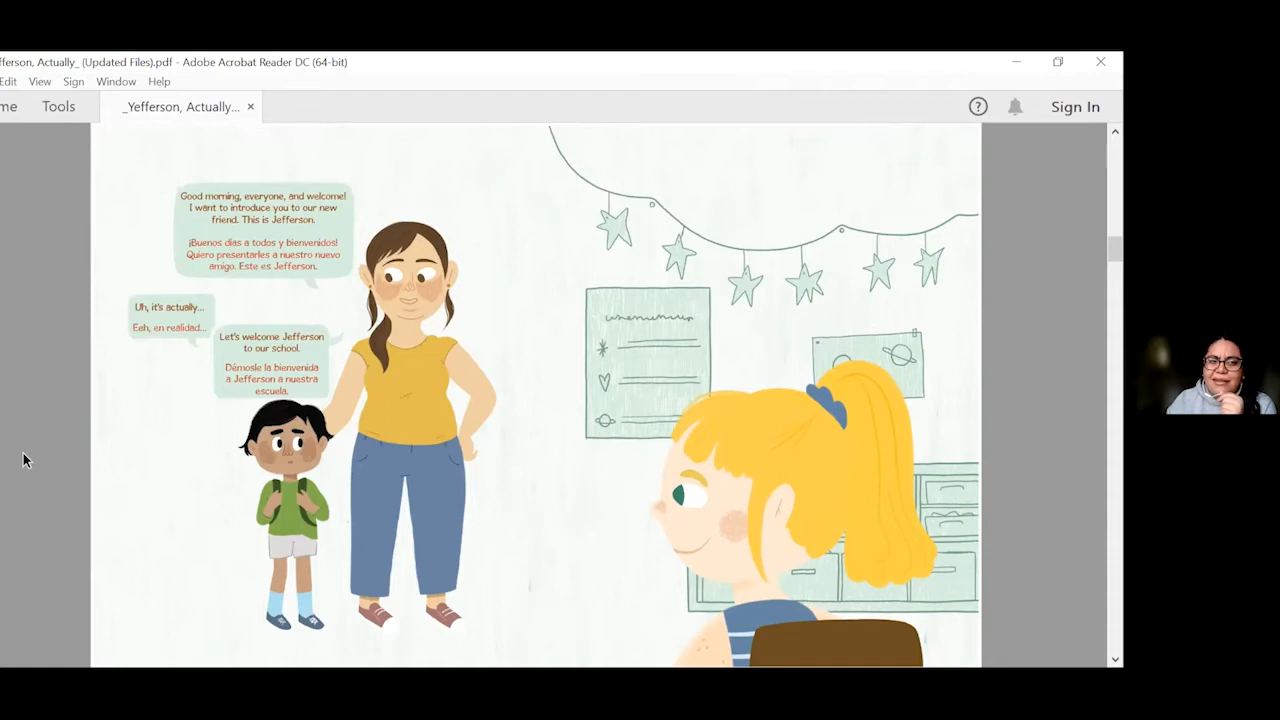 fferson, Actually_ (Updated Files).pdf - Adobe Acrobat Reader DC (64-bit)
Edit View Sign Window Help
me Tools _Yefferson, Actually... × Sign In
Good morning, everyone, and welcome!
I want to introduce you to our new
friend. This is Jefferson.
¡Buenos días a todos y bienvenidos!
Quiero presentarles a nuestro nuevo
amigo. Este es Jefferson.
Uh, it's actually...
Eeh, en realidad...
Let's welcome Jefferson
to our school.
Démosle la bienvenida
a Jefferson a nuestra
escuela.